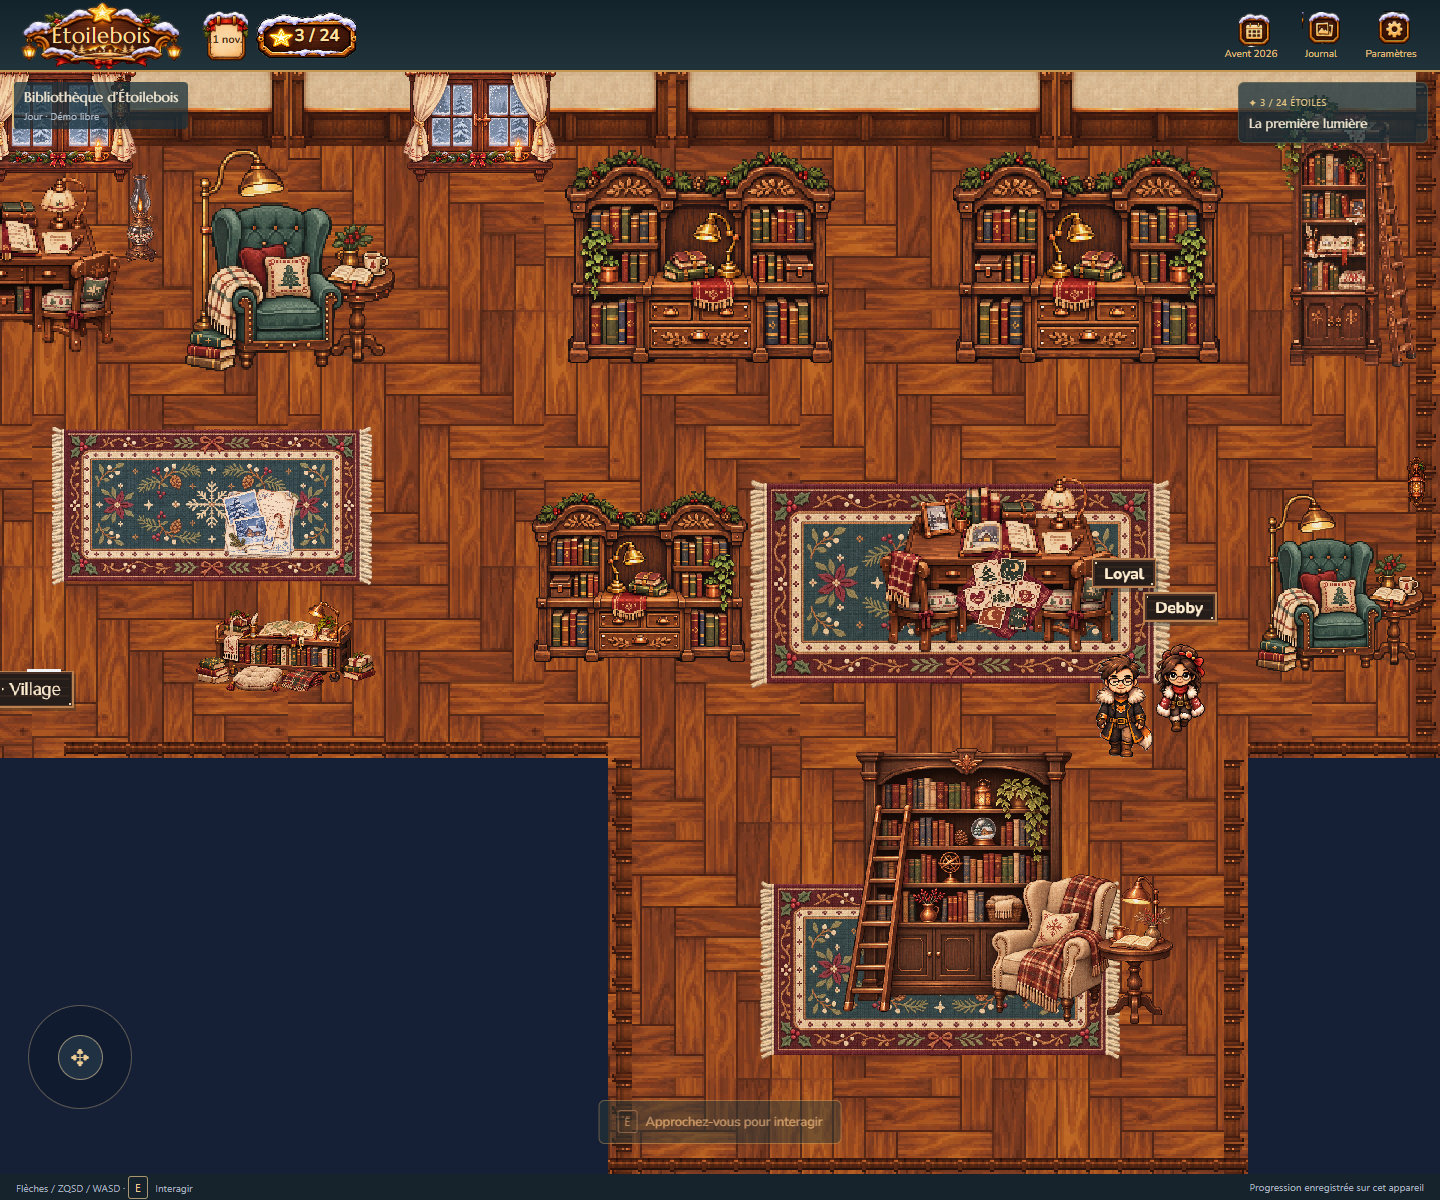 Etoilebois
1 nov.
3 / 24
Avent 2026
Journal
Paramètres
Bibliothèque d'Étoilebois
Jour · Démo libre
✦ 3 / 24 ÉTOILES
La première lumière
Loyal
Debby
· Village
E Approchez-vous pour interagir
Flèches / ZQSD / WASD · E Interagir
Progression enregistrée sur cet appareil